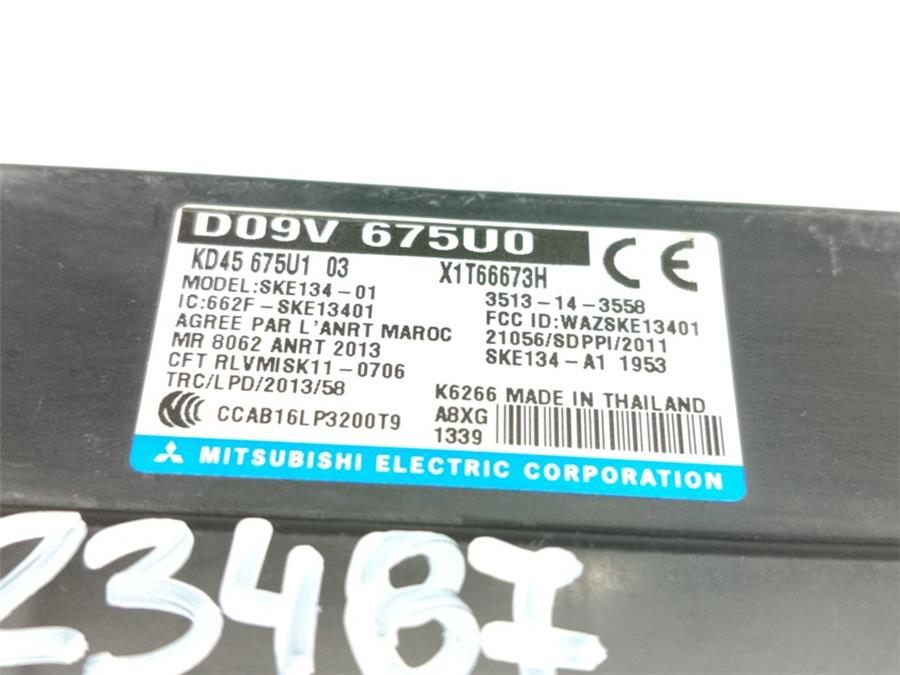 D09V 675U0
KD45 675U1 03 X1T66673H
MODEL:SKE134-01 3513-14-3558
IC:662F-SKE13401 FCC ID:WAZSKE13401
AGREE PAR L'ANRT MAROC 21056/SDPPI/2011
MR 8062 ANRT 2013 SKE134-A1 1953
CFT RLVMISK11-0706
TRC/LPD/2013/58 K6266 MADE IN THAILAND
CCAB16LP3200T9 A8XG
1339
MITSUBISHI ELECTRIC CORPORATION
23487